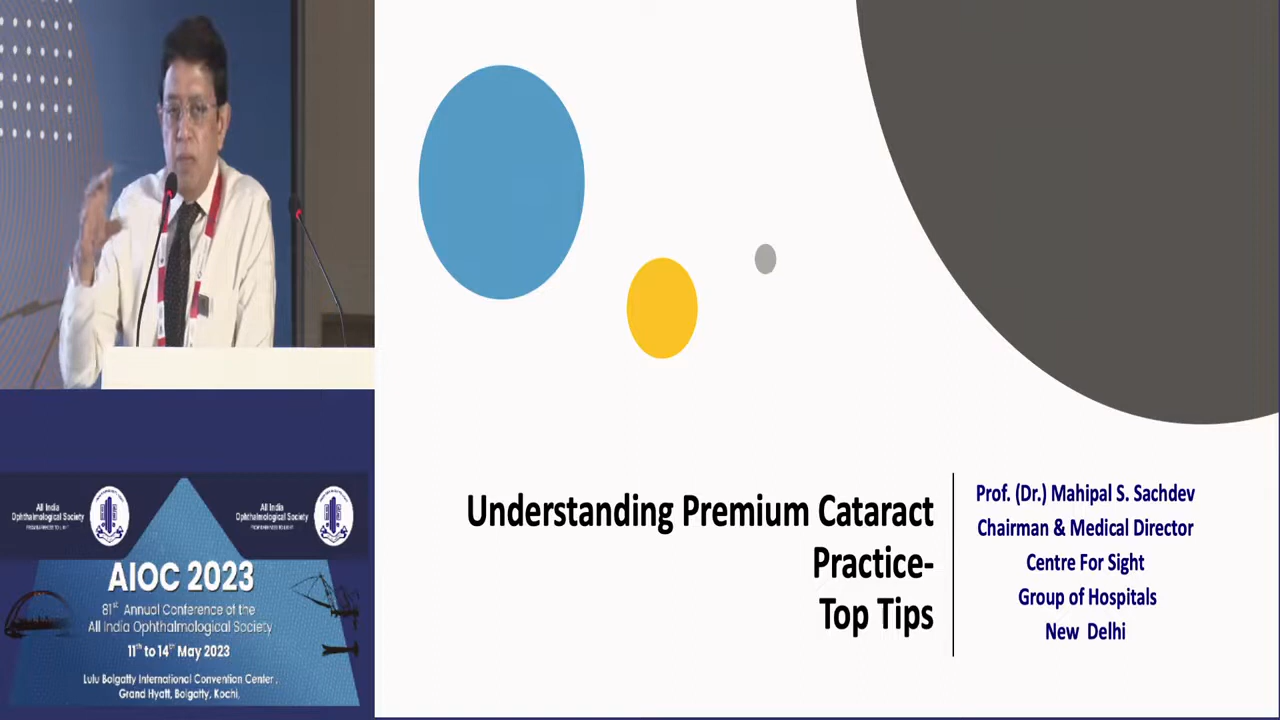 Understanding Premium Cataract
Practice-
Top Tips
Prof. (Dr.) Mahipal S. Sachdev
Chairman & Medical Director
Centre For Sight
Group of Hospitals
New Delhi
All India
Ophthalmological Society
All India
Ophthalmological Society
AIOC 2023
81st Annual Conference of the
All India Ophthalmological Society
11th to 14th May 2023
Lulu Bolgatty International Convention Center,
Grand Hyatt, Bolgatty, Kochi,